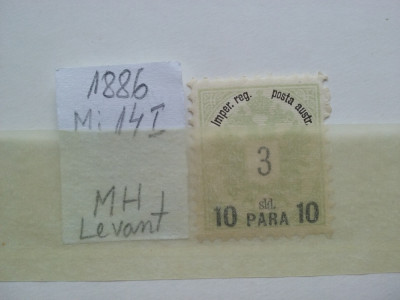 1886
Mi 14 I
MH
Levant
Imper. reg. posta austr.
3
sld.
10 PARA 10